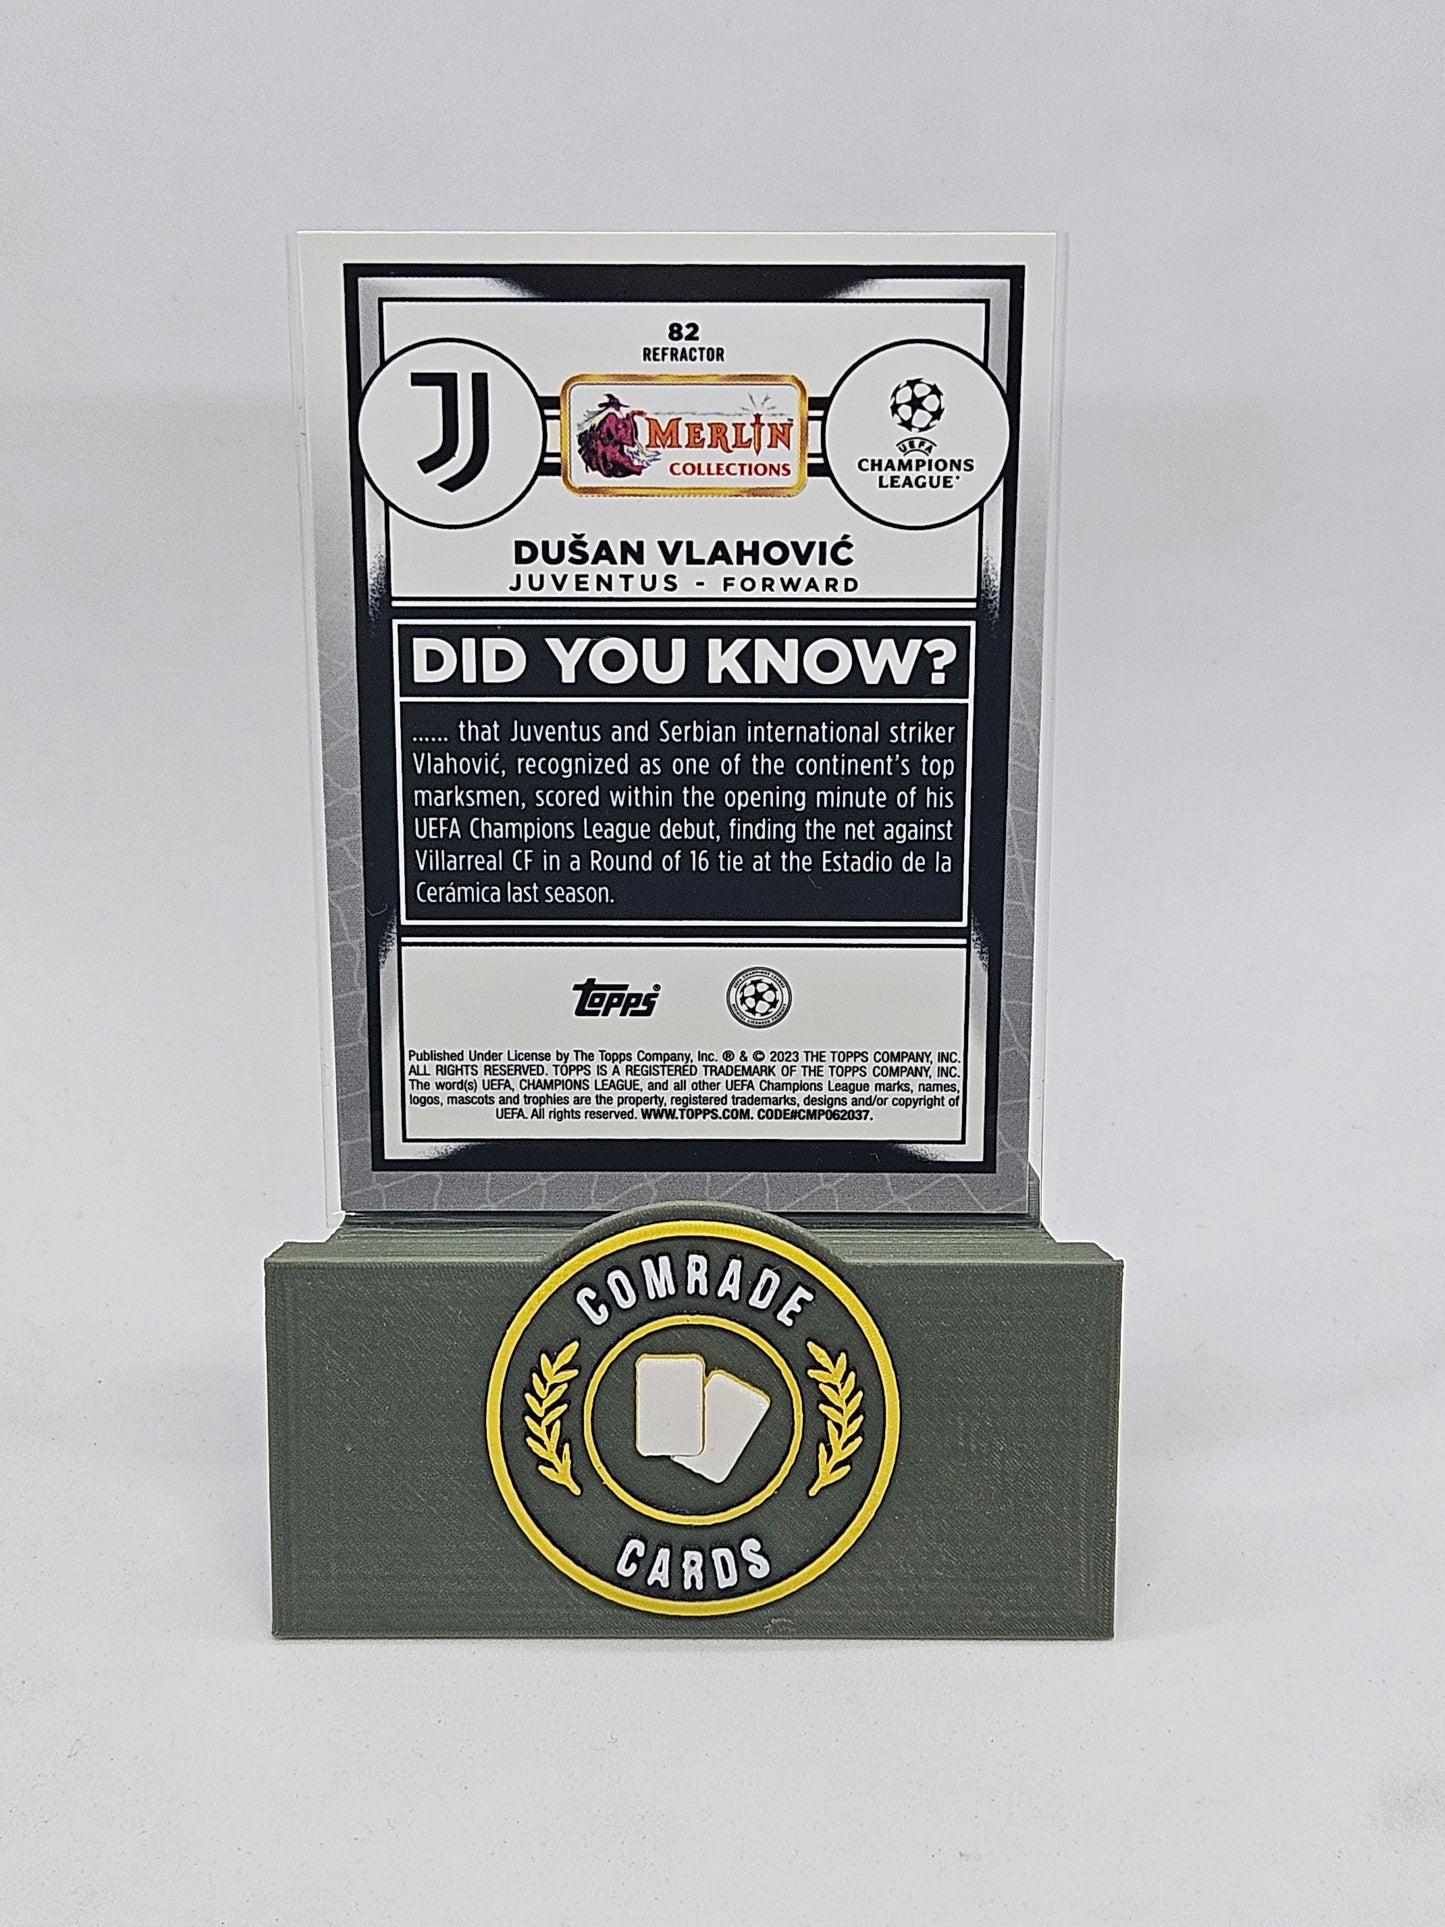 82
REFRACTOR
MERLIN
COLLECTIONS
UEFA
CHAMPIONS
LEAGUE
DUŠAN VLAHOVIĆ
JUVENTUS - FORWARD
DID YOU KNOW?
...... that Juventus and Serbian international striker
Vlahović, recognized as one of the continent's top
marksmen, scored within the opening minute of his
UEFA Champions League debut, finding the net against
Villarreal CF in a Round of 16 tie at the Estadio de la
Cerámica last season.
topps®
Published Under License by The Topps Company, Inc. ® & © 2023 THE TOPPS COMPANY, INC.
ALL RIGHTS RESERVED. TOPPS IS A REGISTERED TRADEMARK OF THE TOPPS COMPANY, INC.
The word(s) UEFA, CHAMPIONS LEAGUE, and all other UEFA Champions League marks, names,
logos, mascots and trophies are the property, registered trademarks, designs and/or copyright of
UEFA. All rights reserved. WWW.TOPPS.COM. CODE#CMP062037.
COMRADE
CARDS